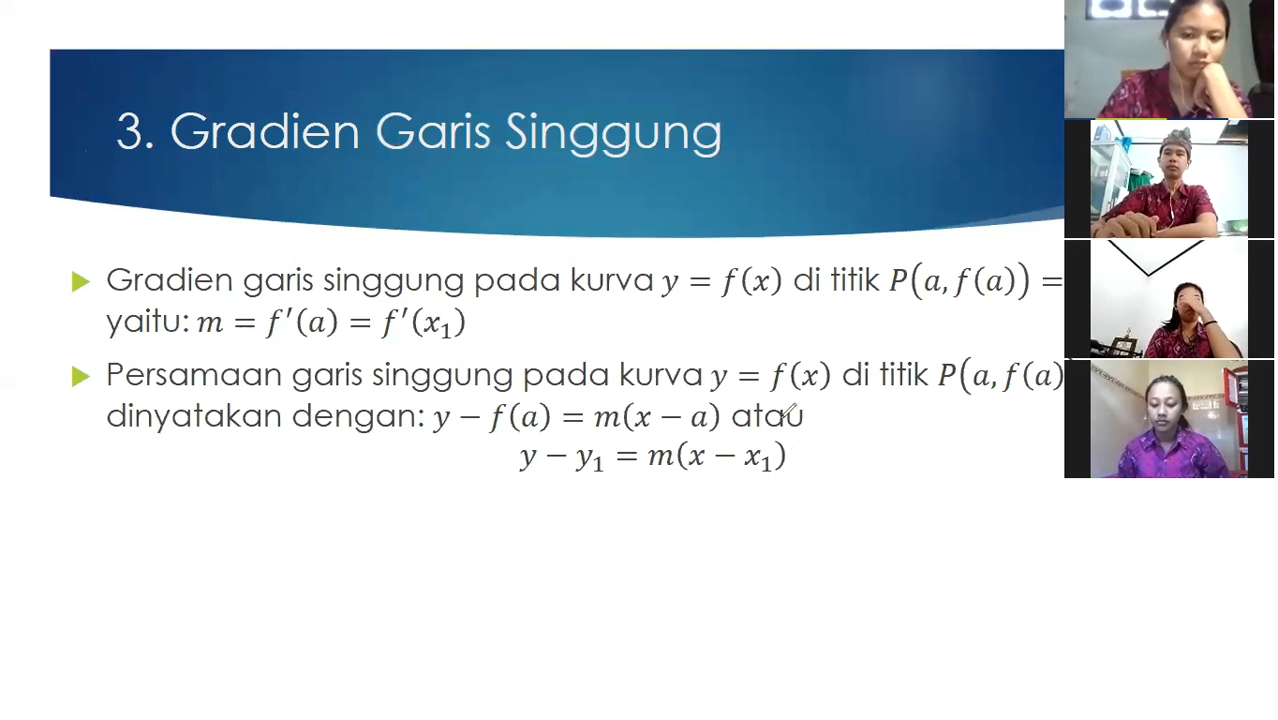 3. Gradien Garis Singgung
Gradien garis singgung pada kurva y = f(x) di titik P(a, f(a)) =
yaitu: m = f′(a) = f′(x₁)
Persamaan garis singgung pada kurva y = f(x) di titik P(a, f(a)
dinyatakan dengan: y − f(a) = m(x − a) atau
y − y₁ = m(x − x₁)